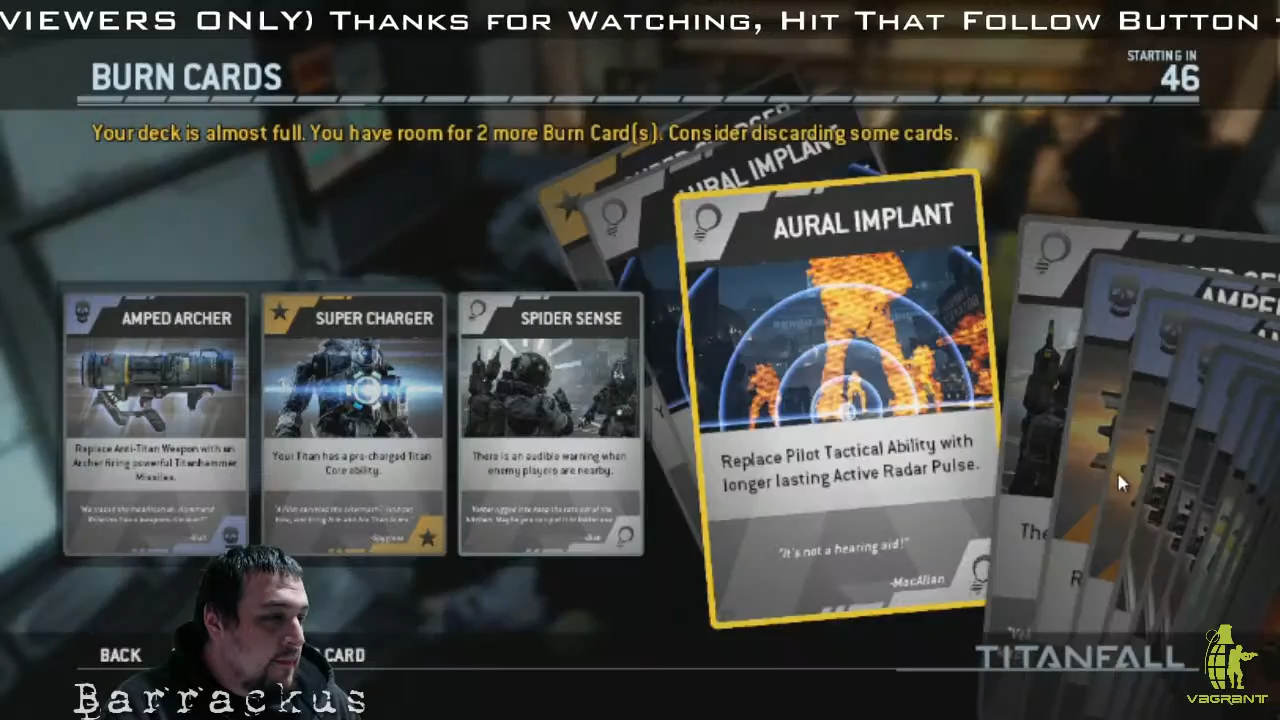 VIEWERS ONLY) THANKS FOR WATCHING, HIT THAT FOLLOW BUTTON -
BURN CARDS
STARTING IN
46
Your deck is almost full. You have room for 2 more Burn Card(s). Consider discarding some cards.
AURAL IMPLANT
AURAL IMPLANT
Replace Pilot Tactical Ability with
longer lasting Active Radar Pulse.
"It's not a hearing aid!"
-MacAllan
AMPED ARCHER
Replace Anti-Titan Weapon with an
Archer firing powerful Titanhammer
Missiles.
SUPER CHARGER
Your Titan has a pre-charged Titan
Core ability.
SPIDER SENSE
There is an audible warning when
enemy players are nearby.
AMPE
The
R
BACK
CARD
TITANFALL
Barrackus
VAGRANT